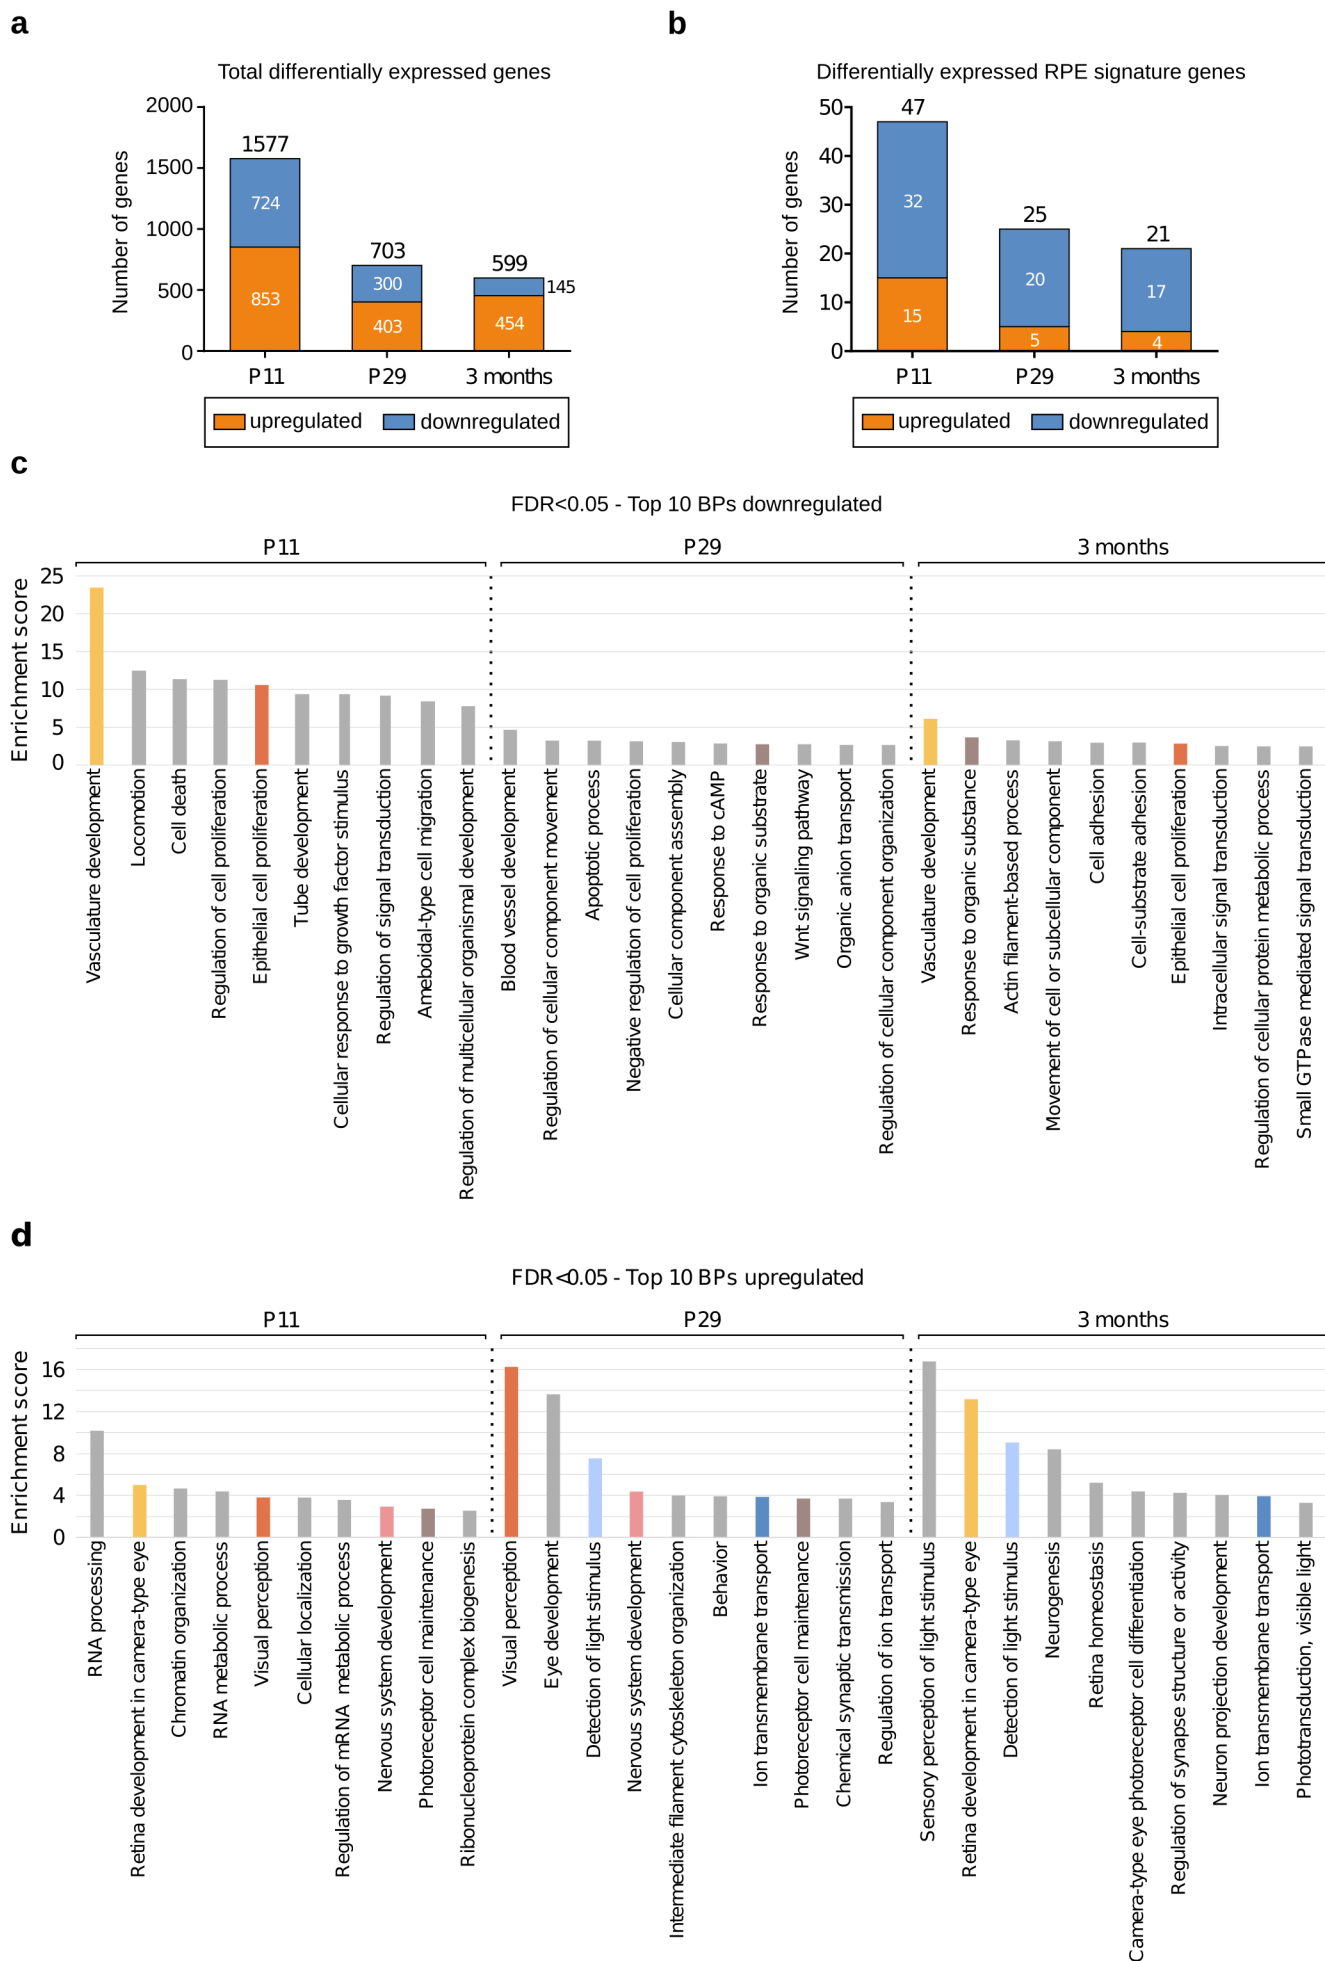 a
Total differentially expressed genes
Number of genes
2000
1500
1000
500
0
1577
724
853
703
300
403
599
145
454
P11
P29
3 months
upregulated
downregulated
b
Differentially expressed RPE signature genes
Number of genes
50
40
30
20
10
0
47
32
15
25
20
5
21
17
4
P11
P29
3 months
upregulated
downregulated
c
FDR<0.05 - Top 10 BPs downregulated
P11
P29
3 months
Enrichment score
25
20
15
10
5
0
Vasculature development
Locomotion
Cell death
Regulation of cell proliferation
Epithelial cell proliferation
Tube development
Cellular response to growth factor stimulus
Regulation of signal transduction
Ameboidal-type cell migration
Regulation of multicellular organismal development
Blood vessel development
Regulation of cellular component movement
Apoptotic process
Negative regulation of cell proliferation
Cellular component assembly
Response to cAMP
Response to organic substrate
Wnt signaling pathway
Organic anion transport
Regulation of cellular component organization
Vasculature development
Response to organic substance
Actin filament-based process
Movement of cell or subcellular component
Cell adhesion
Cell-substrate adhesion
Epithelial cell proliferation
Intracellular signal transduction
Regulation of cellular protein metabolic process
Small GTPase mediated signal transduction
d
FDR<0.05 - Top 10 BPs upregulated
P11
P29
3 months
Enrichment score
16
12
8
4
0
RNA processing
Retina development in camera-type eye
Chromatin organization
RNA metabolic process
Visual perception
Cellular localization
Regulation of mRNA metabolic process
Nervous system development
Photoreceptor cell maintenance
Ribonucleoprotein complex biogenesis
Visual perception
Eye development
Detection of light stimulus
Nervous system development
Intermediate filament cytoskeleton organization
Behavior
Ion transmembrane transport
Photoreceptor cell maintenance
Chemical synaptic transmission
Regulation of ion transport
Sensory perception of light stimulus
Retina development in camera-type eye
Detection of light stimulus
Neurogenesis
Retina homeostasis
Camera-type eye photoreceptor cell differentiation
Regulation of synapse structure or activity
Neuron projection development
Ion transmembrane transport
Phototransduction, visible light